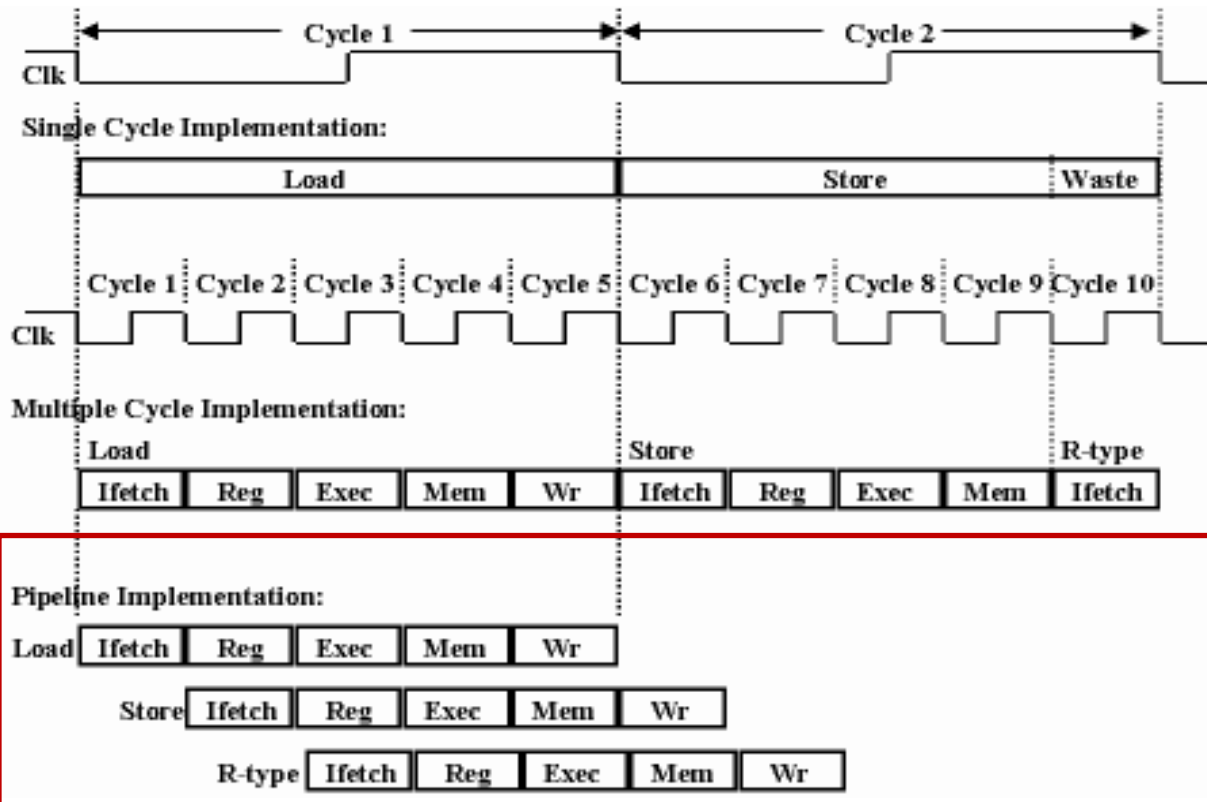 Cycle 1 Cycle 2
Clk
Single Cycle Implementation:
Load Store Waste
Cycle 1 Cycle 2 Cycle 3 Cycle 4 Cycle 5 Cycle 6 Cycle 7 Cycle 8 Cycle 9 Cycle 10
Clk
Multiple Cycle Implementation:
Load Store R-type
Ifetch Reg Exec Mem Wr Ifetch Reg Exec Mem Ifetch
Pipeline Implementation:
Load Ifetch Reg Exec Mem Wr
Store Ifetch Reg Exec Mem Wr
R-type Ifetch Reg Exec Mem Wr